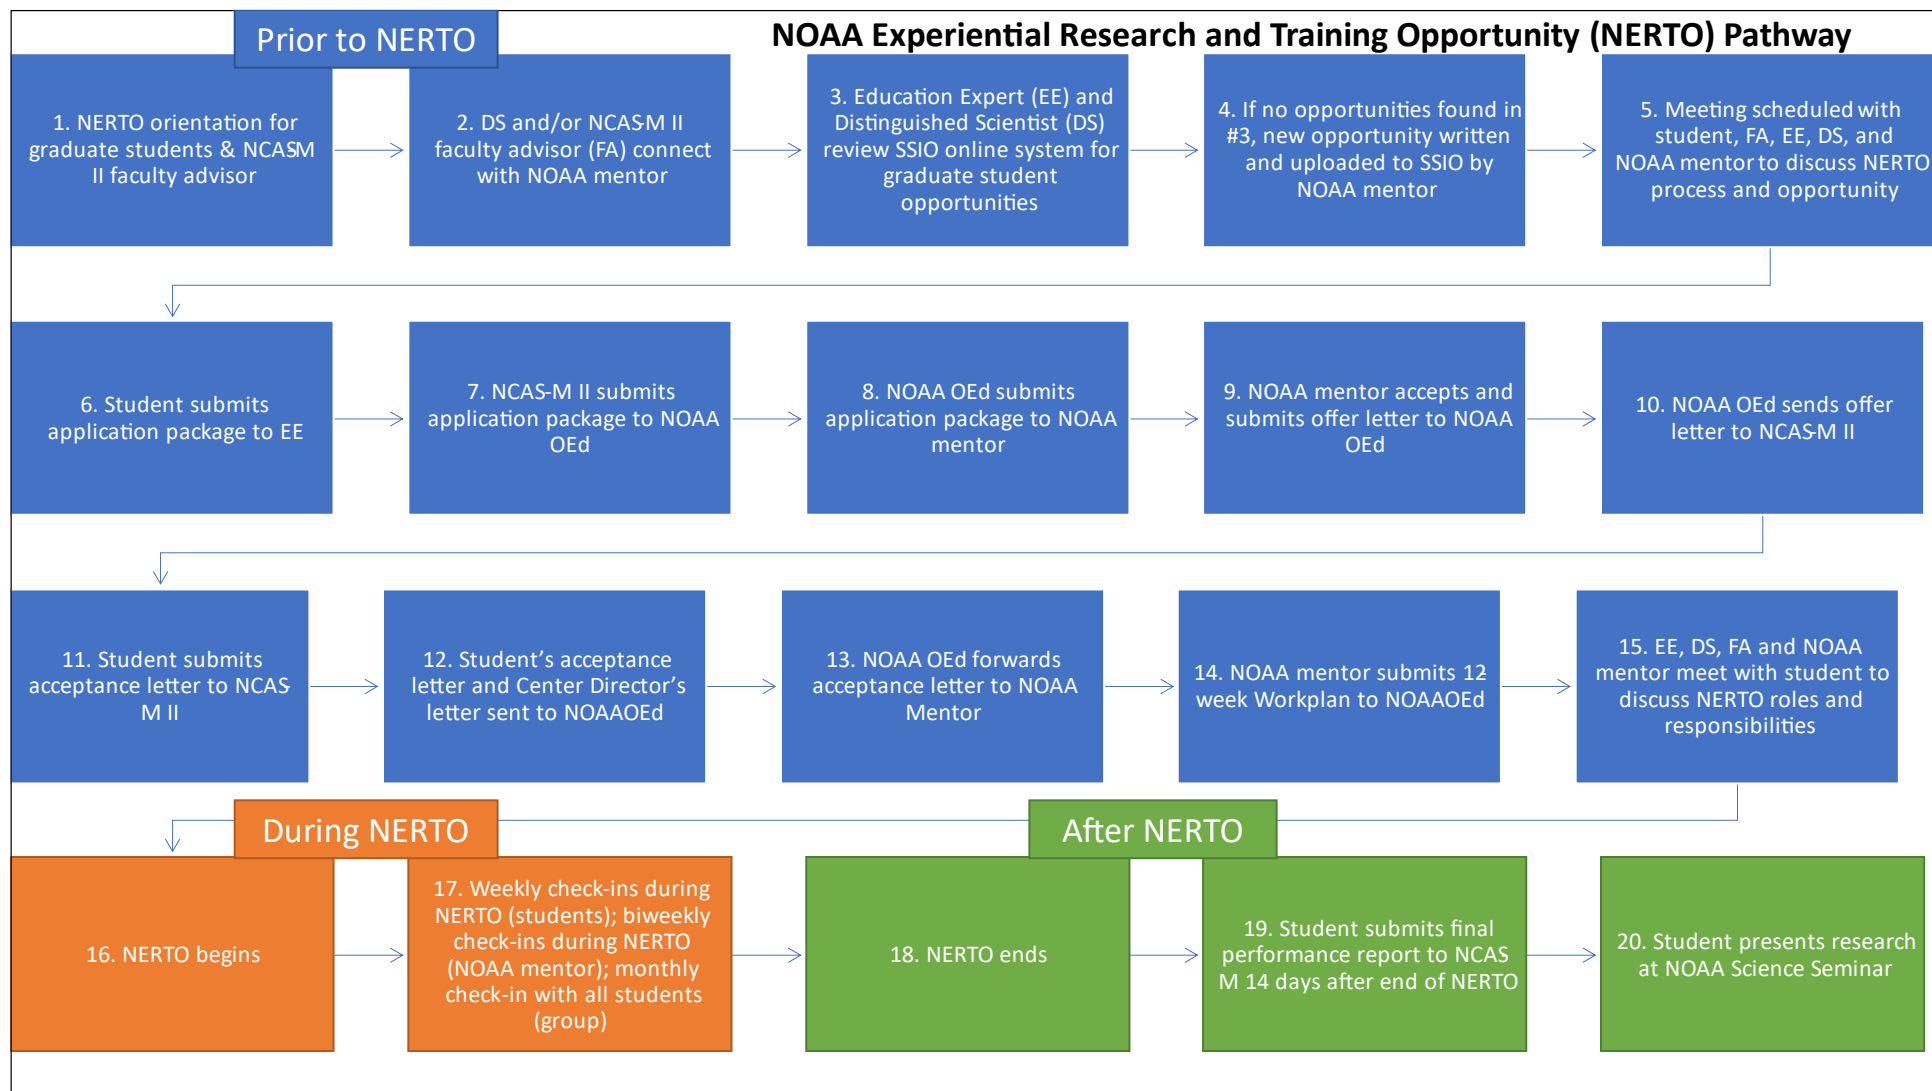 Prior to NERTO
NOAA Experiential Research and Training Opportunity (NERTO) Pathway
1. NERTO orientation for
graduate students & NCAS-M
II faculty advisor
2. DS and/or NCAS-M II
faculty advisor (FA) connect
with NOAA mentor
3. Education Expert (EE) and
Distinguished Scientist (DS)
review SSIO online system for
graduate student
opportunities
4. If no opportunities found in
#3, new opportunity written
and uploaded to SSIO by
NOAA mentor
5. Meeting scheduled with
student, FA, EE, DS, and
NOAA mentor to discuss NERTO
process and opportunity
6. Student submits
application package to EE
7. NCAS-M II submits
application package to NOAA
OEd
8. NOAA OEd submits
application package to NOAA
mentor
9. NOAA mentor accepts and
submits offer letter to NOAA
OEd
10. NOAA OEd sends offer
letter to NCAS-M II
11. Student submits
acceptance letter to NCAS-
M II
12. Student’s acceptance
letter and Center Director’s
letter sent to NOAAOEd
13. NOAA OEd forwards
acceptance letter to NOAA
Mentor
14. NOAA mentor submits 12-
week Workplan to NOAAOEd
15. EE, DS, FA and NOAA
mentor meet with student to
discuss NERTO roles and
responsibilities
During NERTO
After NERTO
16. NERTO begins
17. Weekly check-ins during
NERTO (students); biweekly
check-ins during NERTO
(NOAA mentor); monthly
check-in with all students
(group)
18. NERTO ends
19. Student submits final
performance report to NCAS-
M 14 days after end of NERTO
20. Student presents research
at NOAA Science Seminar